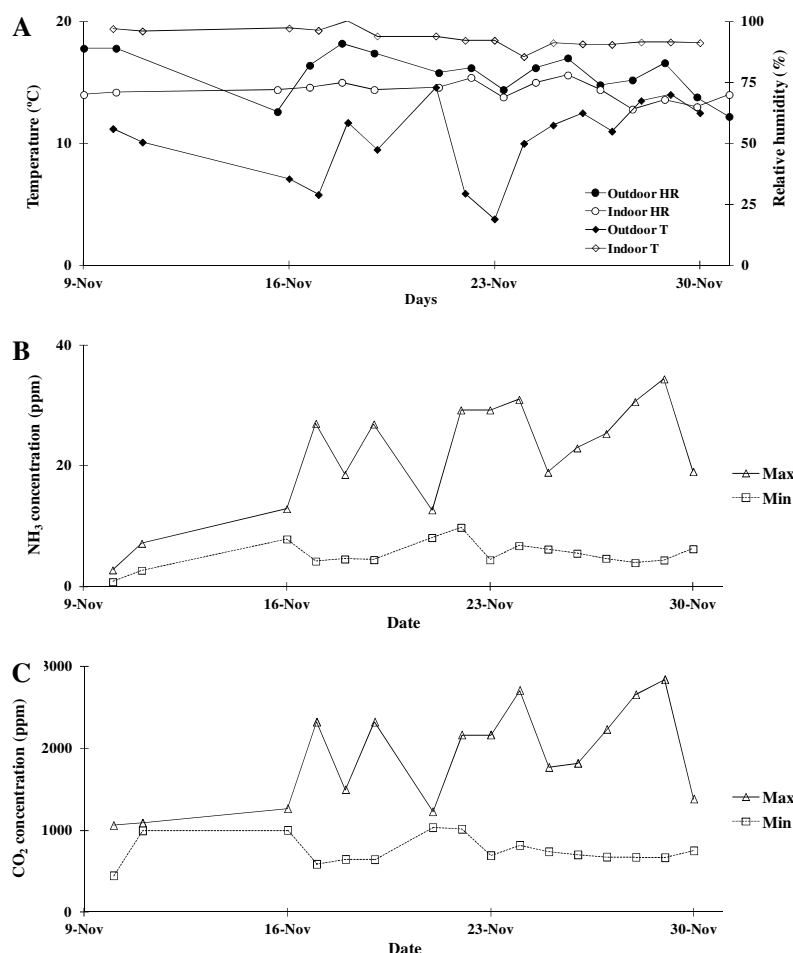 A
20
10
0
Temperature (ºC)
100
75
50
25
0
Relative humidity (%)
Outdoor HR
Indoor HR
Outdoor T
Indoor T
9-Nov 16-Nov 23-Nov 30-Nov
Days
B
40
20
0
NH3 concentration (ppm)
Max
Min
9-Nov 16-Nov 23-Nov 30-Nov
Date
C
3000
2000
1000
0
CO2 concentration (ppm)
Max
Min
9-Nov 16-Nov 23-Nov 30-Nov
Date